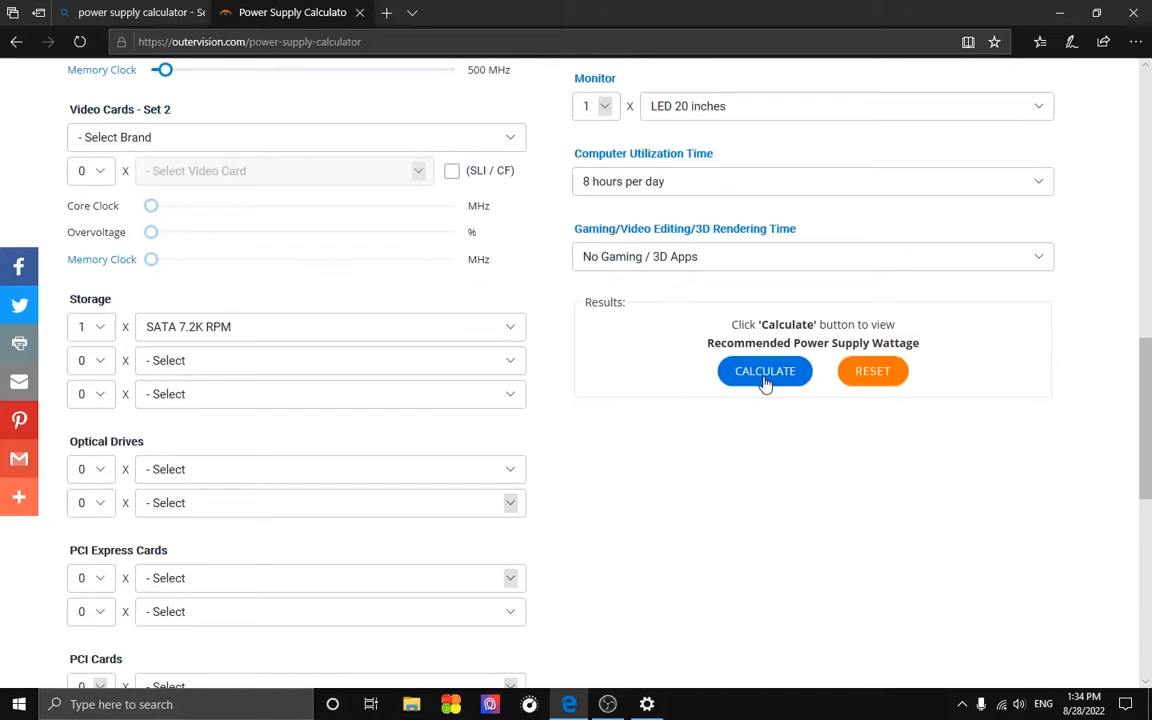 power supply calculator - Se
Power Supply Calculato
https://outervision.com/power-supply-calculator
Memory Clock
500 MHz
Video Cards - Set 2
- Select Brand
0 X - Select Video Card (SLI / CF)
Core Clock MHz
Overvoltage %
Memory Clock MHz
Storage
1 X SATA 7.2K RPM
0 X - Select
0 X - Select
Optical Drives
0 X - Select
0 X - Select
PCI Express Cards
0 X - Select
0 X - Select
PCI Cards
0 - Select
Monitor
1 X LED 20 inches
Computer Utilization Time
8 hours per day
Gaming/Video Editing/3D Rendering Time
No Gaming / 3D Apps
Results:
Click 'Calculate' button to view
Recommended Power Supply Wattage
CALCULATE RESET
Type here to search
ENG
1:34 PM
8/28/2022